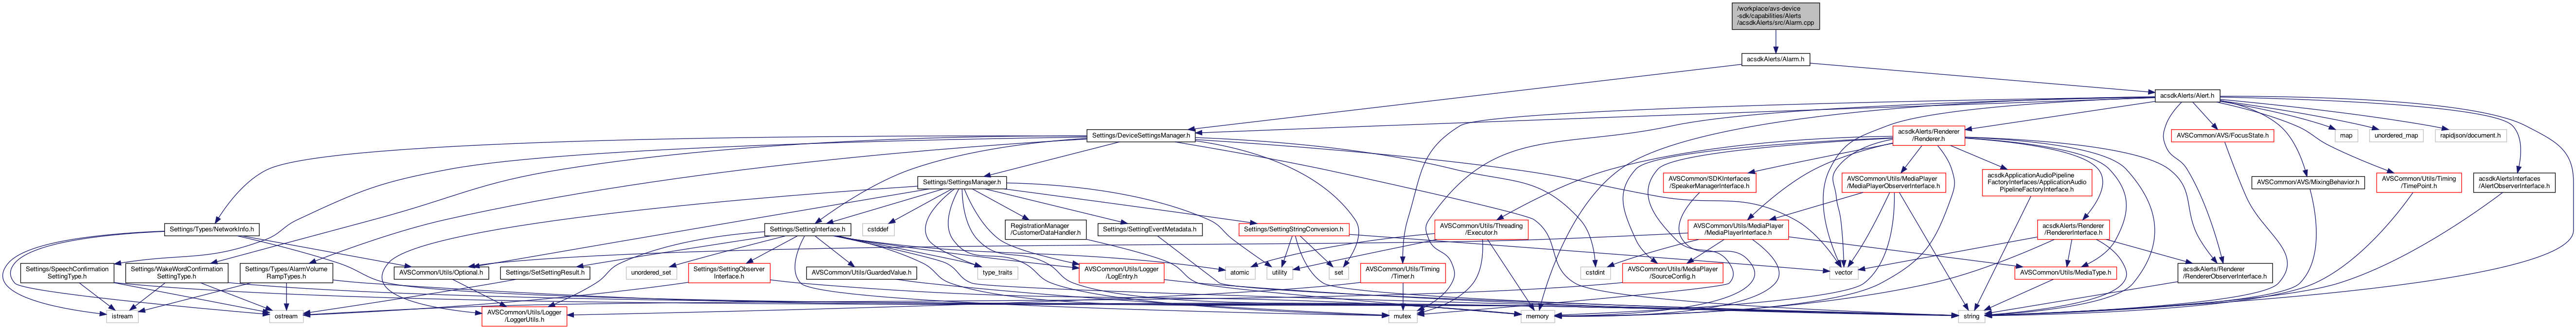 /workplace/avs-device
-sdk/capabilities/Alerts
/acsdkAlerts/src/Alarm.cpp
acsdkAlerts/Alarm.h
acsdkAlerts/Alert.h
Settings/DeviceSettingsManager.h
acsdkAlerts/Renderer
/Renderer.h
AVSCommon/AVS/FocusState.h
map
unordered_map
rapidjson/document.h
Settings/SettingsManager.h
AVSCommon/SDKInterfaces
/SpeakerManagerInterface.h
AVSCommon/Utils/MediaPlayer
/MediaPlayerObserverInterface.h
acsdkApplicationAudioPipeline
FactoryInterfaces/ApplicationAudio
PipelineFactoryInterface.h
AVSCommon/AVS/MixingBehavior.h
AVSCommon/Utils/Timing
/TimePoint.h
acsdkAlertsInterfaces
/AlertObserverInterface.h
Settings/Types/NetworkInfo.h
Settings/SettingInterface.h
cstddef
RegistrationManager
/CustomerDataHandler.h
Settings/SettingEventMetadata.h
Settings/SettingStringConversion.h
AVSCommon/Utils/Threading
/Executor.h
AVSCommon/Utils/MediaPlayer
/MediaPlayerInterface.h
acsdkAlerts/Renderer
/RendererInterface.h
Settings/SpeechConfirmation
SettingType.h
Settings/WakeWordConfirmation
SettingType.h
Settings/Types/AlarmVolume
RampTypes.h
AVSCommon/Utils/Optional.h
Settings/SetSettingResult.h
unordered_set
Settings/SettingObserver
Interface.h
AVSCommon/Utils/GuardedValue.h
type_traits
AVSCommon/Utils/Logger
/LogEntry.h
atomic
utility
set
AVSCommon/Utils/Timing
/Timer.h
cstdint
AVSCommon/Utils/MediaPlayer
/SourceConfig.h
vector
AVSCommon/Utils/MediaType.h
acsdkAlerts/Renderer
/RendererObserverInterface.h
istream
ostream
AVSCommon/Utils/Logger
/LoggerUtils.h
mutex
memory
string